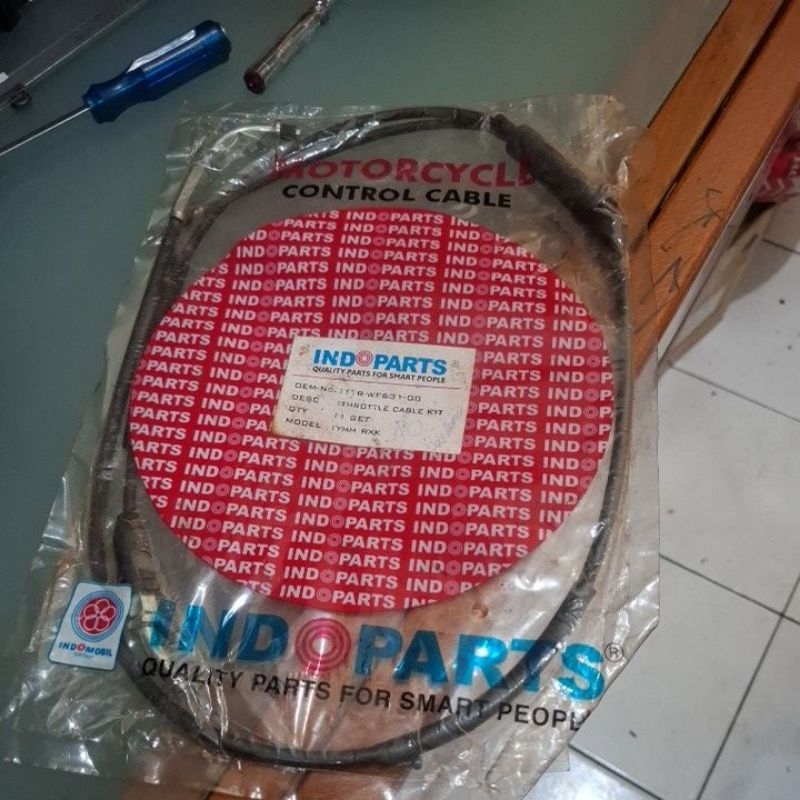 MOTORCYCLE
CONTROL CABLE
INDOPARTS®
QUALITY PARTS FOR SMART PEOPLE
DESC : THROTTLE CABLE KIT
QTY : 1 SET
MODEL : YMH RXK
INDOMOBIL
GROUP
INDOPARTS®
QUALITY PARTS FOR SMART PEOPLE